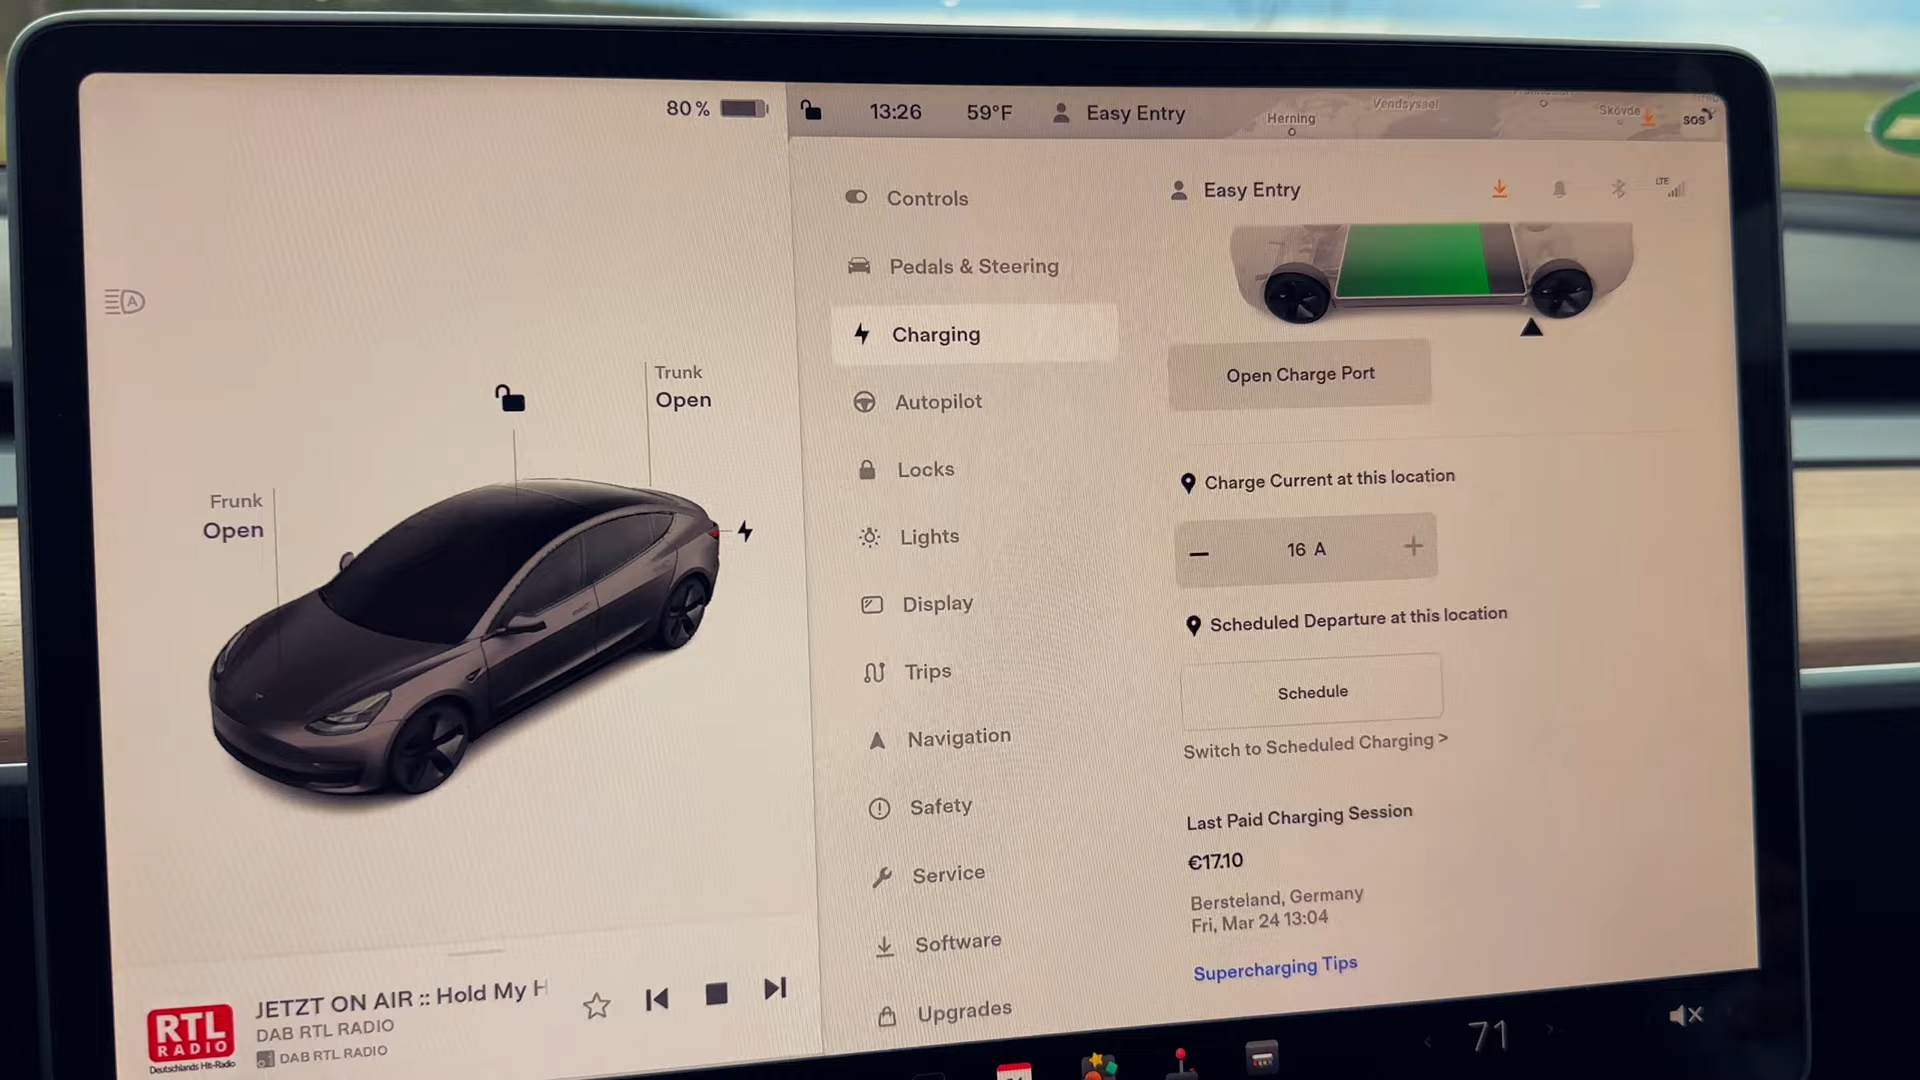 80 %
13:26
59°F
Easy Entry
Herning
Vendsyssel
Skövde
SOS
Trunk
Open
Frunk
Open
Controls
Pedals & Steering
Charging
Autopilot
Locks
Lights
Display
Trips
Navigation
Safety
Service
Software
Upgrades
Easy Entry
LTE
Open Charge Port
Charge Current at this location
16 A
Scheduled Departure at this location
Schedule
Switch to Scheduled Charging >
Last Paid Charging Session
€17.10
Bersteland, Germany
Fri, Mar 24 13:04
Supercharging Tips
RTL
RADIO
Deutschlands Hit-Radio
JETZT ON AIR :: Hold My H
DAB RTL RADIO
DAB RTL RADIO
71